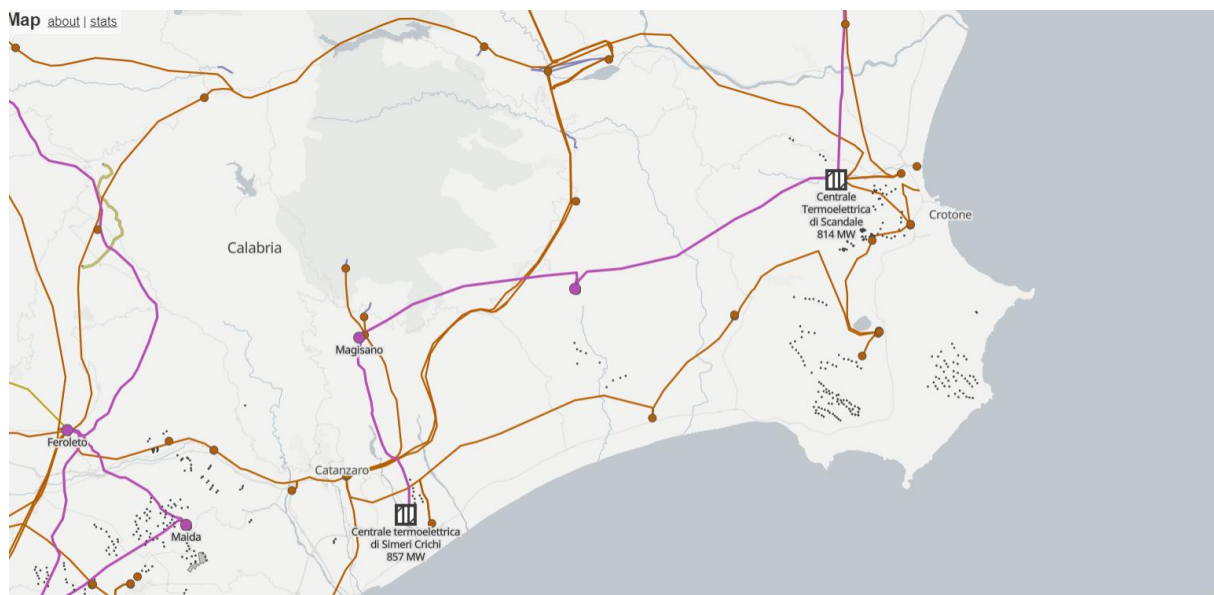 Map about | stats
Centrale
Termoelettrica
di Scandale
814 MW
Crotone
Calabria
Magisano
Feroleto
Catanzaro
Maida
Centrale termoelettrica
di Simeri Crichi
857 MW